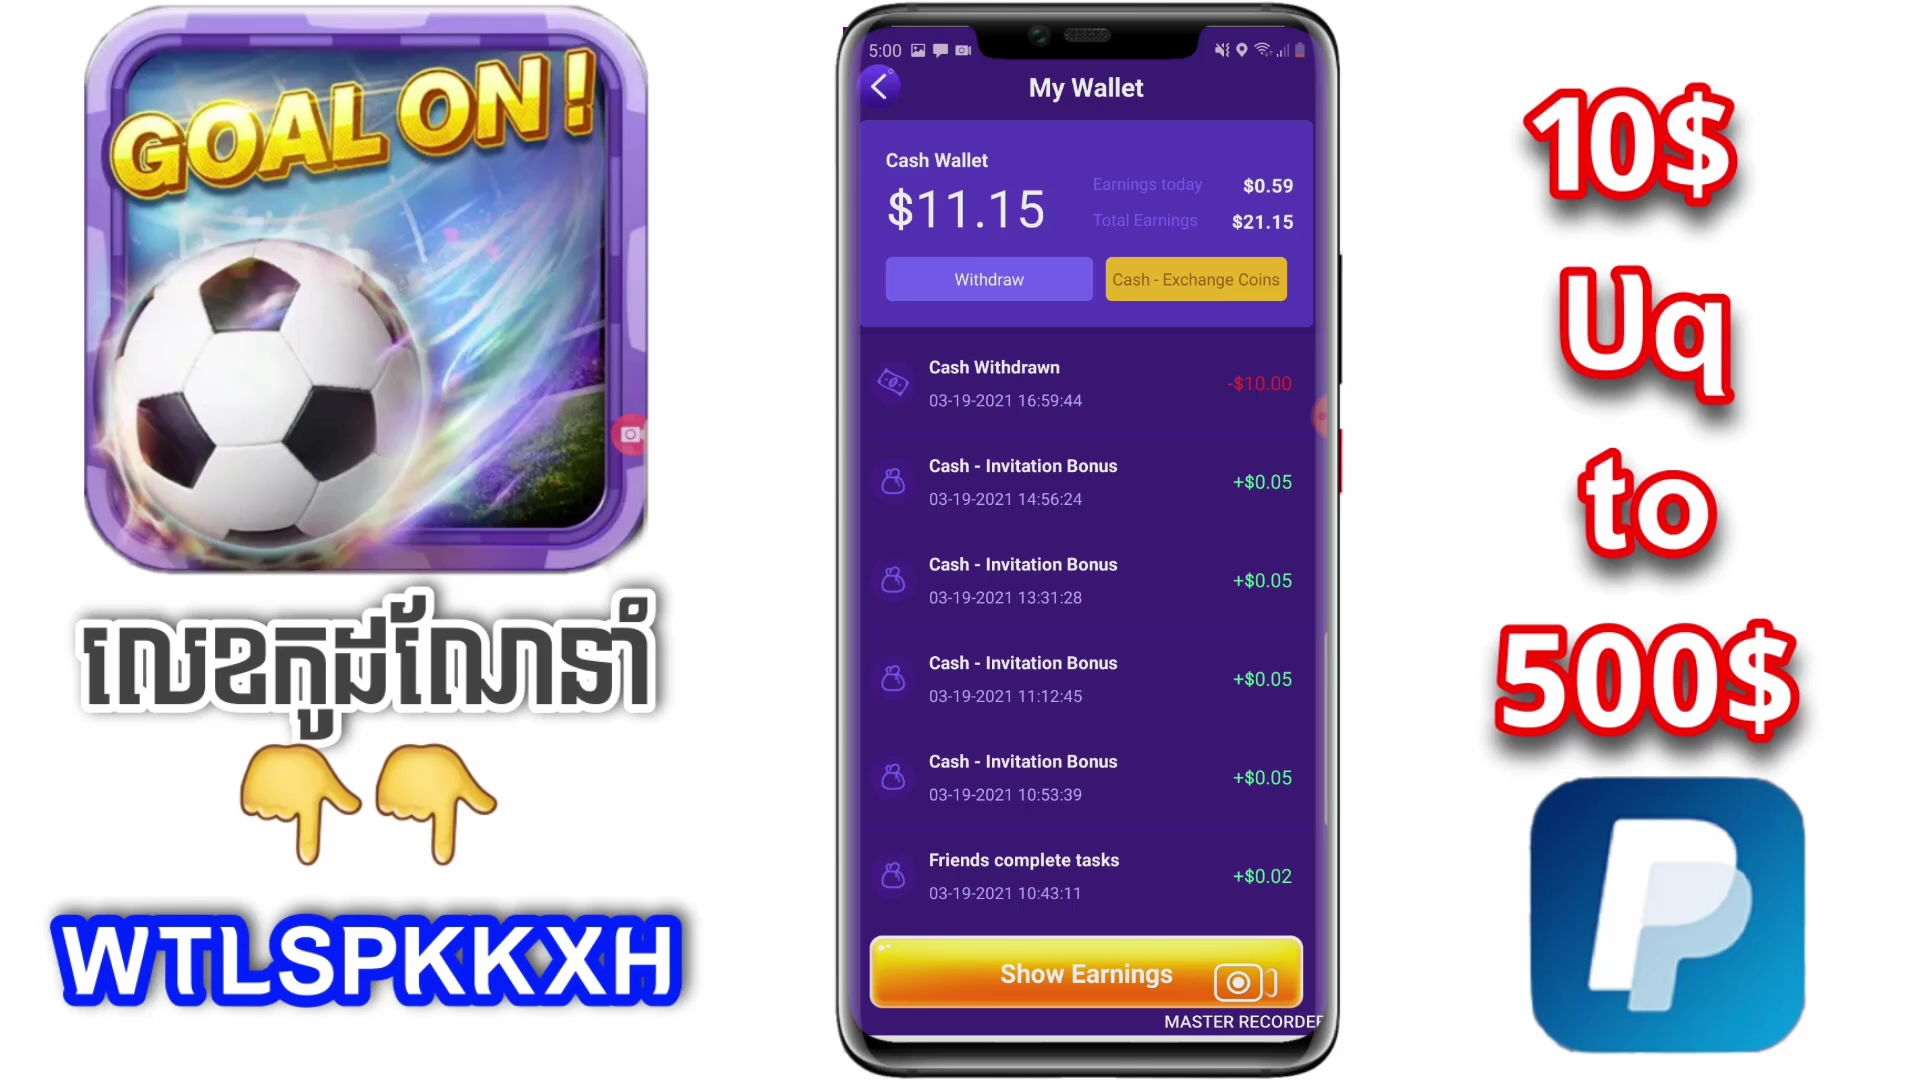 GOAL ON!
លេខកូដណែនាំ
WTLSPKKXH
5:00
My Wallet
Cash Wallet
$11.15
Earnings today $0.59
Total Earnings $21.15
Withdraw
Cash - Exchange Coins
Cash Withdrawn
03-19-2021 16:59:44
-$10.00
Cash - Invitation Bonus
03-19-2021 14:56:24
+$0.05
Cash - Invitation Bonus
03-19-2021 13:31:28
+$0.05
Cash - Invitation Bonus
03-19-2021 11:12:45
+$0.05
Cash - Invitation Bonus
03-19-2021 10:53:39
+$0.05
Friends complete tasks
03-19-2021 10:43:11
+$0.02
Show Earnings
MASTER RECORDER
10$
Uq
to
500$